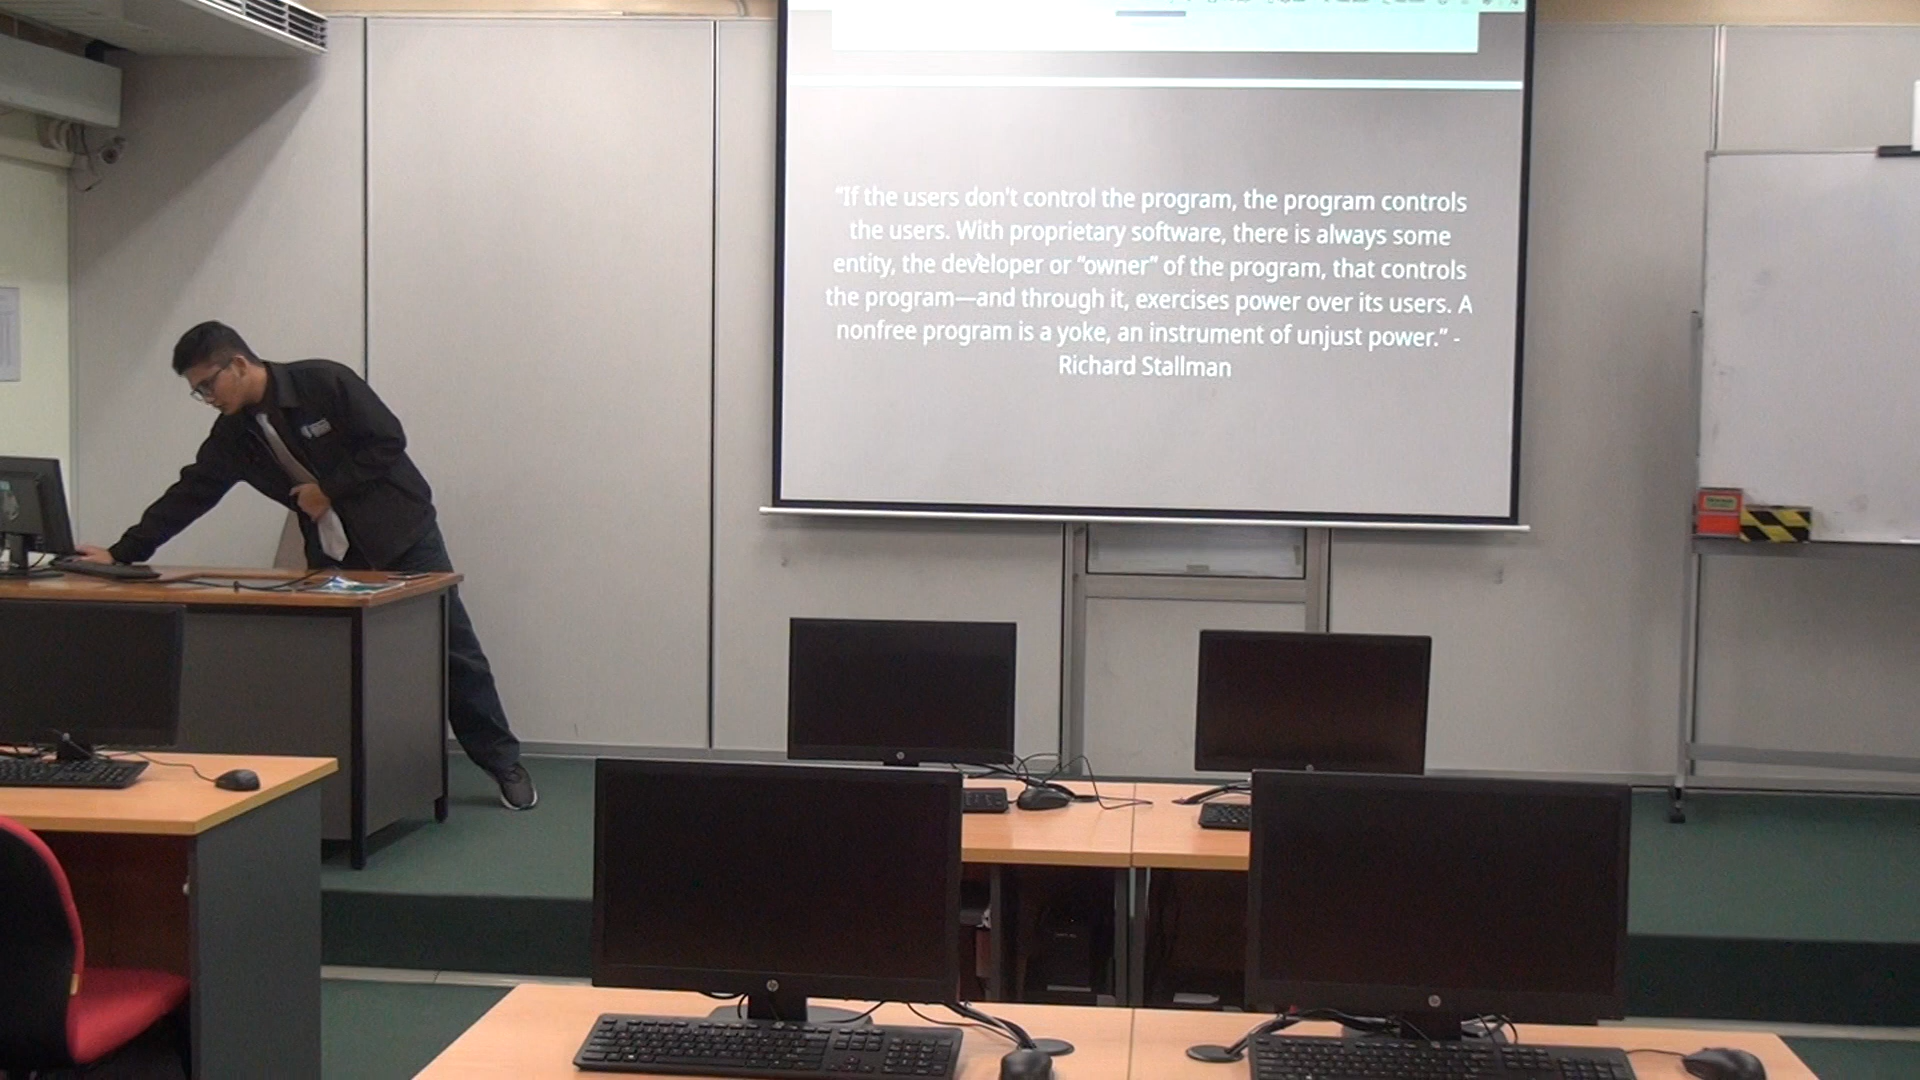 “If the users don't control the program, the program controls
the users. With proprietary software, there is always some
entity, the developer or “owner” of the program, that controls
the program—and through it, exercises power over its users. A
nonfree program is a yoke, an instrument of unjust power.” -
Richard Stallman